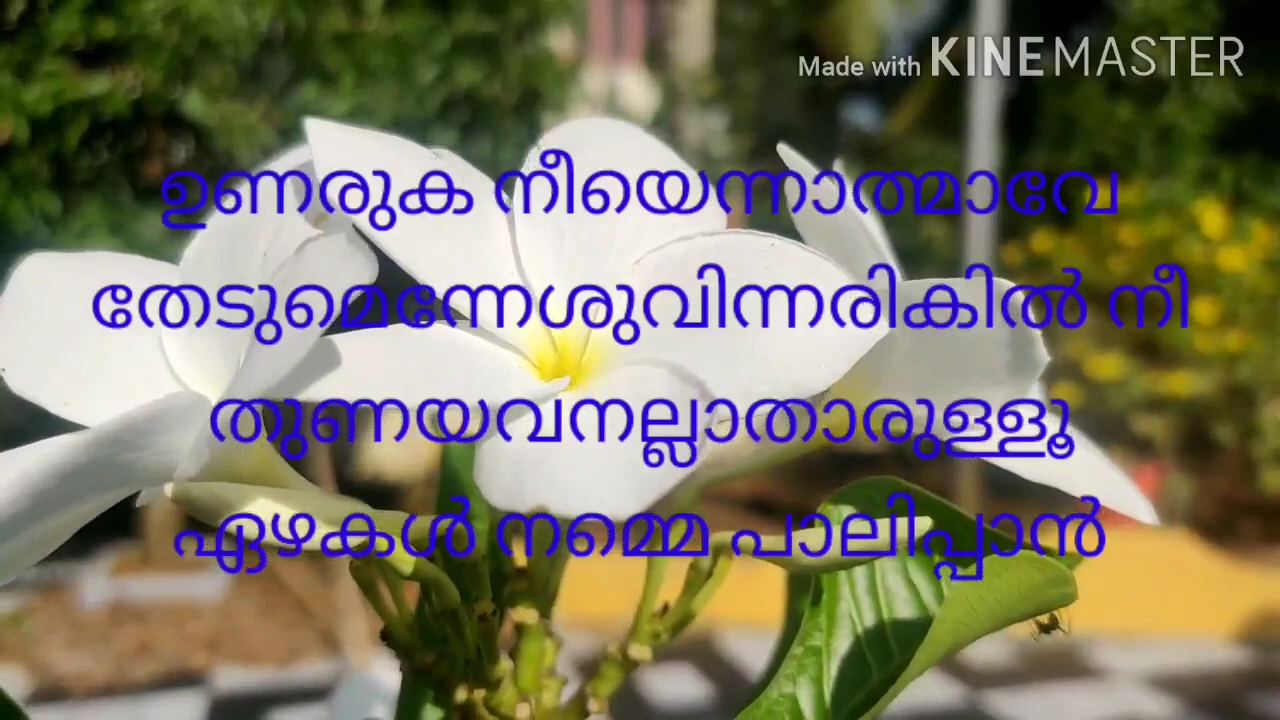 Made with KINEMASTER
ഉണരുക നീയെന്നാത്മാവേ
തേടുമെന്നേശുവിന്നരികിൽ നീ
തുണയവനല്ലാതാരുള്ളൂ
ഏഴകൾ നമ്മെ പാലിപ്പാൻ